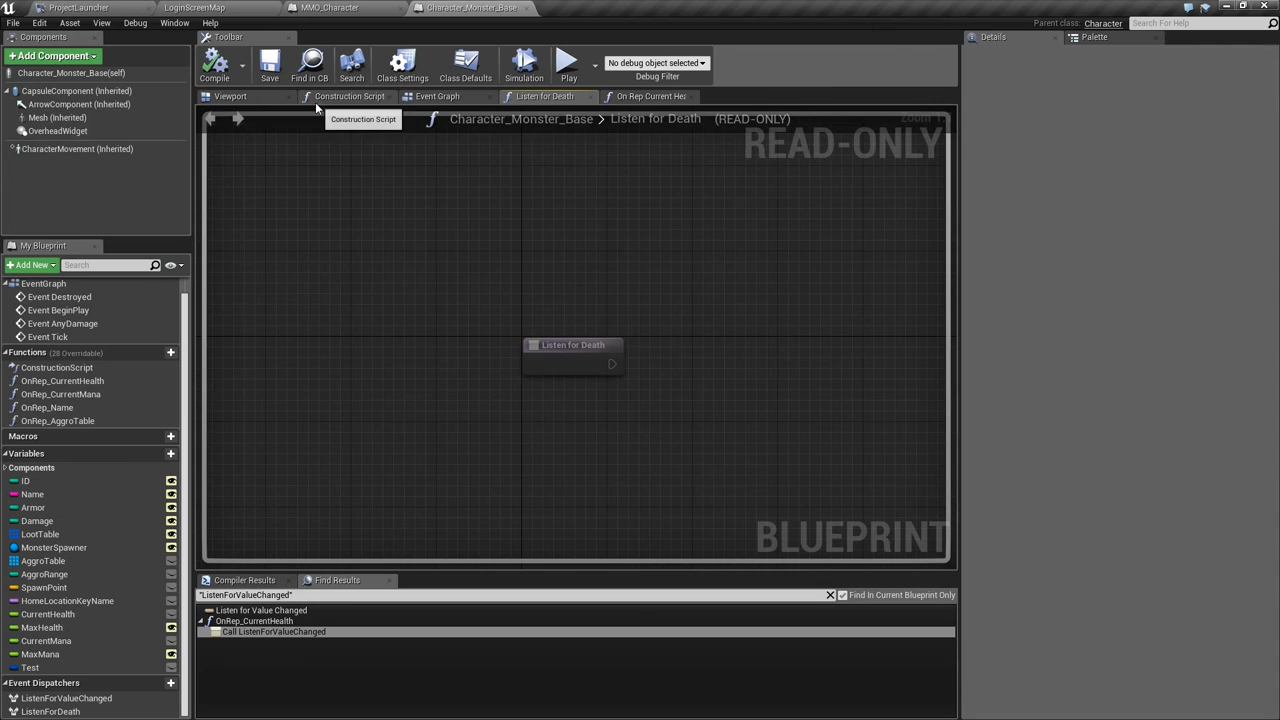 ProjectLauncher
LoginScreenMap
MMO_Character
Character_Monster_Base*
File Edit Asset View Debug Window Help
Parent class: Character
Search For Help
Components
Toolbar
Details
Palette
+Add Component
Compile
Save
Find in CB
Search
Class Settings
Class Defaults
Simulation
Play
No debug object selected
Debug Filter
Character_Monster_Base(self)
CapsuleComponent (Inherited)
ArrowComponent (Inherited)
Mesh (Inherited)
OverheadWidget
CharacterMovement (Inherited)
Viewport
Construction Script
Event Graph
Listen for Death
On Rep Current Hea
Construction Script
Character_Monster_Base > Listen for Death (READ-ONLY)
READ-ONLY
Listen for Death
BLUEPRINT
My Blueprint
+Add New
Search
EventGraph
Event Destroyed
Event BeginPlay
Event AnyDamage
Event Tick
Functions (28 Overridable)
ConstructionScript
OnRep_CurrentHealth
OnRep_CurrentMana
OnRep_Name
OnRep_AggroTable
Macros
Variables
Components
ID
Name
Armor
Damage
LootTable
MonsterSpawner
AggroTable
AggroRange
SpawnPoint
HomeLocationKeyName
CurrentHealth
MaxHealth
CurrentMana
MaxMana
Test
Event Dispatchers
ListenForValueChanged
ListenForDeath
Compiler Results
Find Results
"ListenForValueChanged"
Find In Current Blueprint Only
Listen for Value Changed
OnRep_CurrentHealth
Call ListenForValueChanged